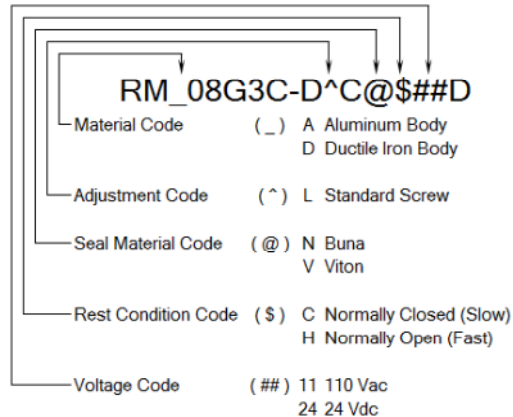 RM_08G3C-D^C@$##D
Material Code (_) A Aluminum Body
D Ductile Iron Body
Adjustment Code (^) L Standard Screw
Seal Material Code (@) N Buna
V Viton
Rest Condition Code ($) C Normally Closed (Slow)
H Normally Open (Fast)
Voltage Code (##) 11 110 Vac
24 24 Vdc